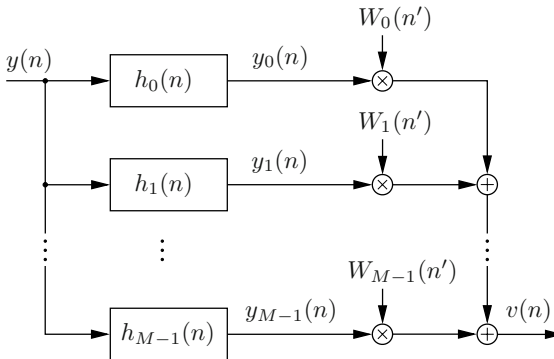 W_0(n′)
y(n)
h_0(n)
y_0(n)
×
W_1(n′)
h_1(n)
y_1(n)
×
+
W_{M−1}(n′)
h_{M−1}(n)
y_{M−1}(n)
×
+
v(n)